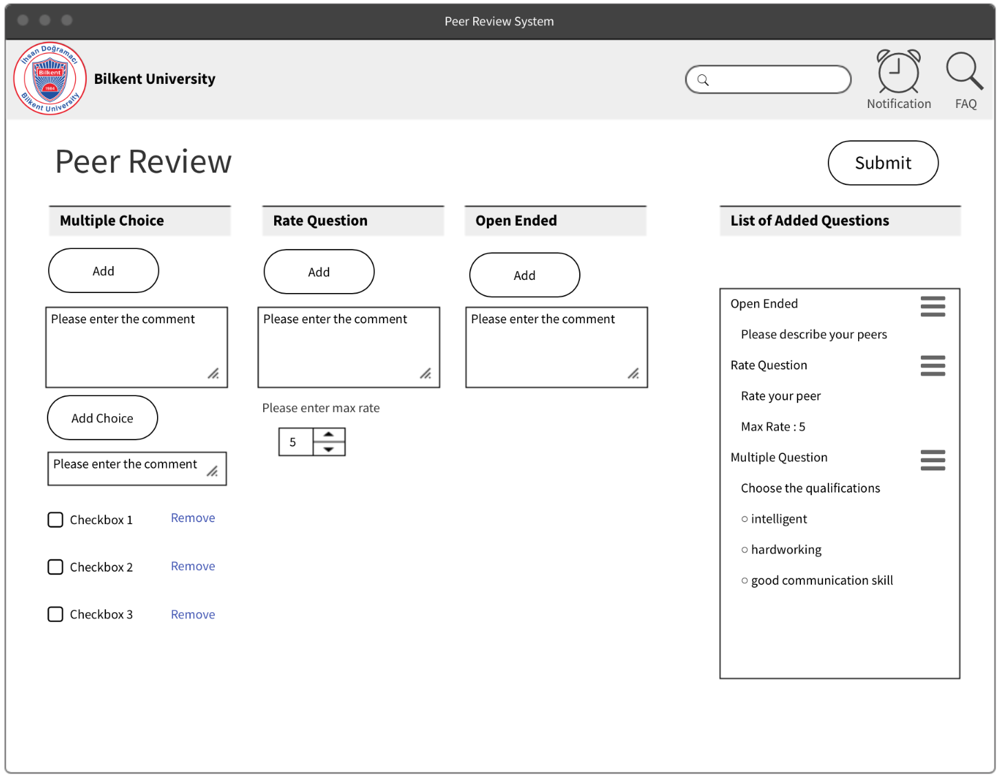 Peer Review System
İhsan Doğramacı
Bilkent
1984
Bilkent University
Bilkent University
Notification
FAQ
Peer Review
Submit
Multiple Choice
Add
Please enter the comment
Add Choice
Please enter the comment
Checkbox 1
Remove
Checkbox 2
Remove
Checkbox 3
Remove
Rate Question
Add
Please enter the comment
Please enter max rate
5
Open Ended
Add
Please enter the comment
List of Added Questions
Open Ended
Please describe your peers
Rate Question
Rate your peer
Max Rate : 5
Multiple Question
Choose the qualifications
○ intelligent
○ hardworking
○ good communication skill